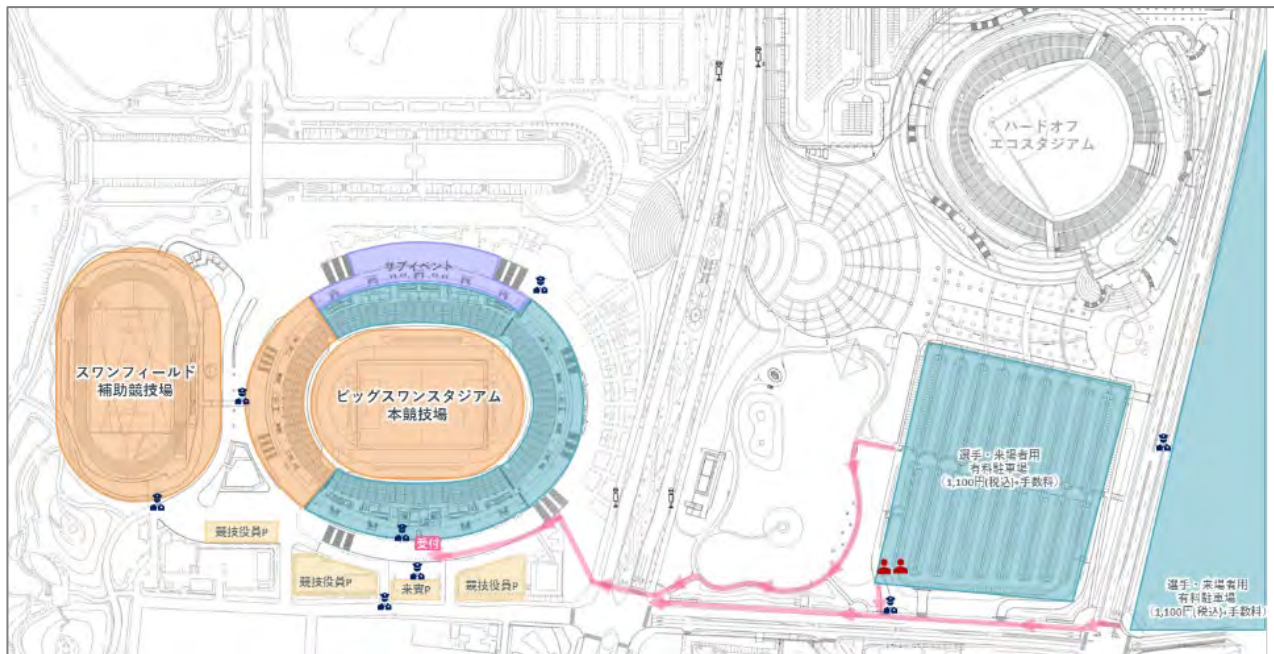 ハードオフ
エコスタジアム
サブイベント
スワンフィールド
補助競技場
ビッグスワンスタジアム
本競技場
選手・来場者用
有料駐車場
(1,100円(税込)+手数料)
受付
競技役員P
競技役員P
来賓P
競技役員P
選手・来場者用
有料駐車場
(1,100円(税込)+手数料)